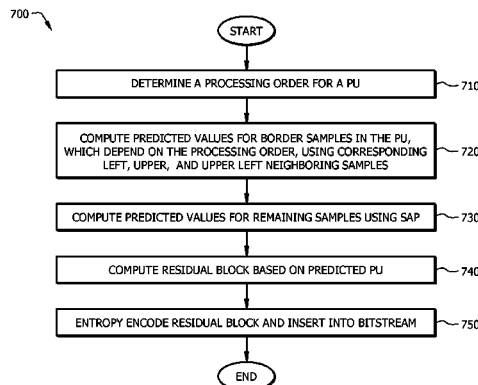 700
START
DETERMINE A PROCESSING ORDER FOR A PU
710
COMPUTE PREDICTED VALUES FOR BORDER SAMPLES IN THE PU,
WHICH DEPEND ON THE PROCESSING ORDER, USING CORRESPONDING
LEFT, UPPER, AND UPPER LEFT NEIGHBORING SAMPLES
720
COMPUTE PREDICTED VALUES FOR REMAINING SAMPLES USING SAP
730
COMPUTE RESIDUAL BLOCK BASED ON PREDICTED PU
740
ENTROPY ENCODE RESIDUAL BLOCK AND INSERT INTO BITSTREAM
750
END